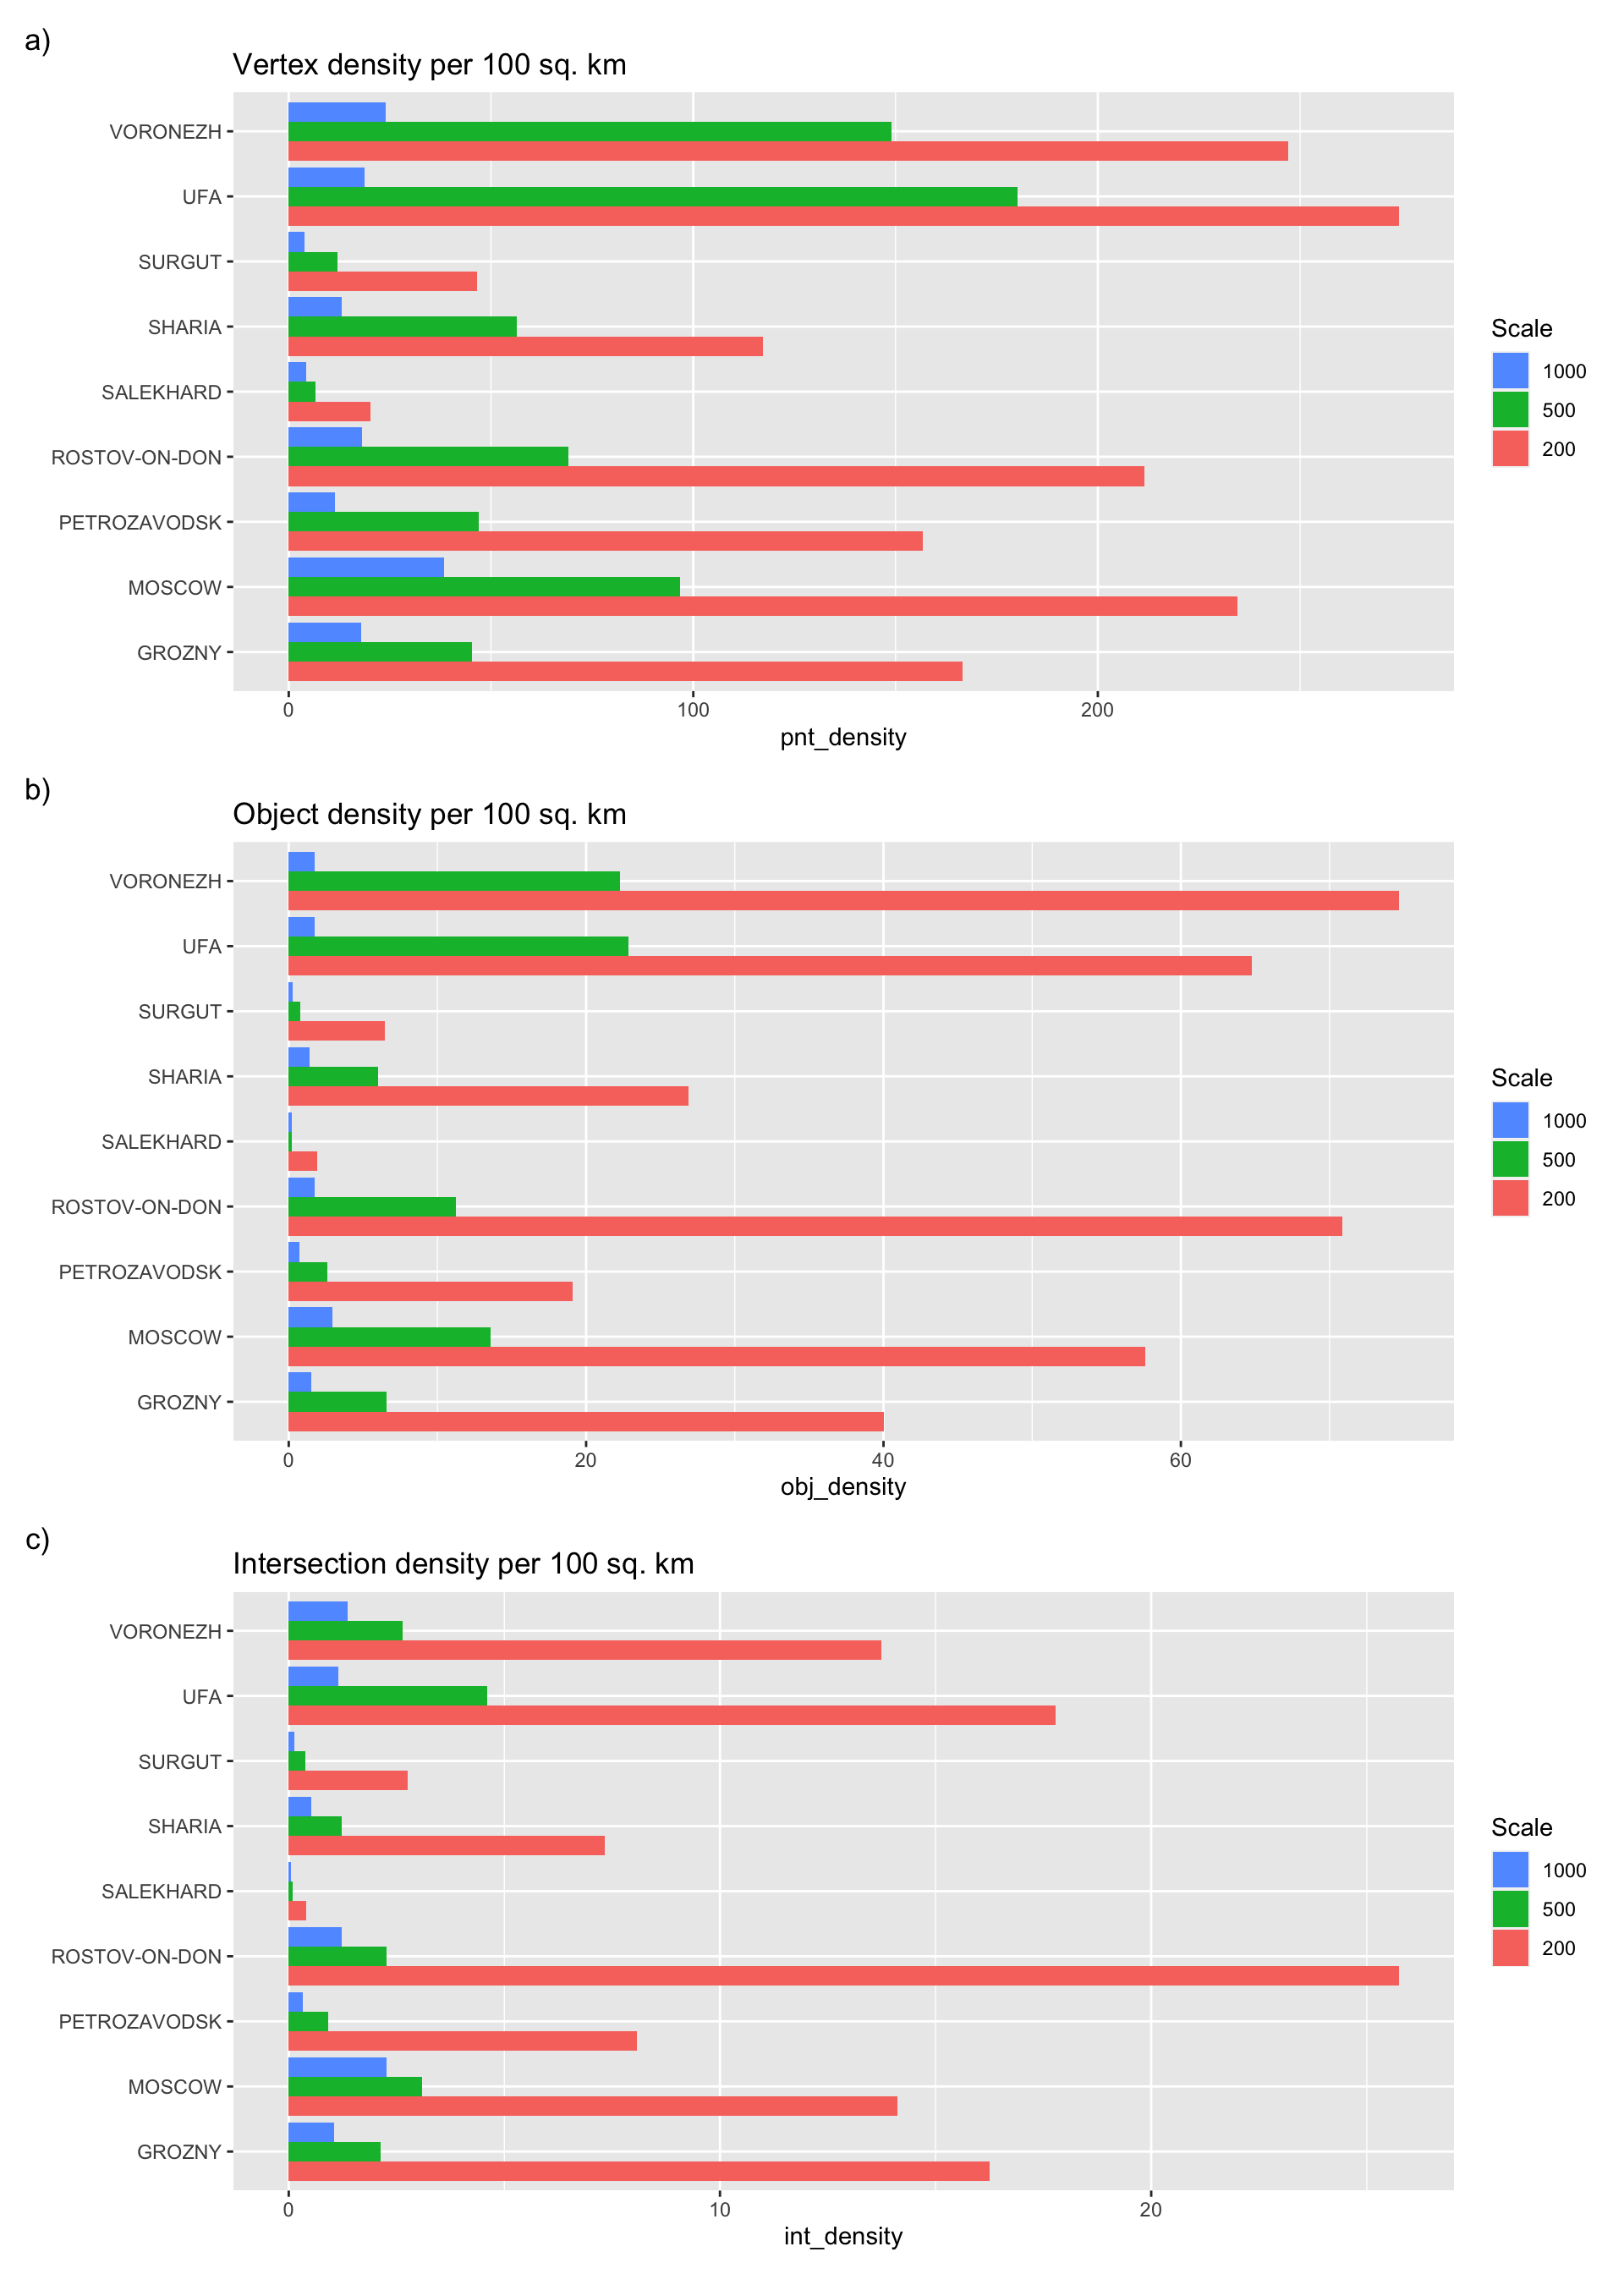 a)
Vertex density per 100 sq. km
VORONEZH
UFA
SURGUT
SHARIA
SALEKHARD
ROSTOV-ON-DON
PETROZAVODSK
MOSCOW
GROZNY
0 100 200
pnt_density
Scale
1000
500
200
b)
Object density per 100 sq. km
VORONEZH
UFA
SURGUT
SHARIA
SALEKHARD
ROSTOV-ON-DON
PETROZAVODSK
MOSCOW
GROZNY
0 20 40 60
obj_density
Scale
1000
500
200
c)
Intersection density per 100 sq. km
VORONEZH
UFA
SURGUT
SHARIA
SALEKHARD
ROSTOV-ON-DON
PETROZAVODSK
MOSCOW
GROZNY
0 10 20
int_density
Scale
1000
500
200